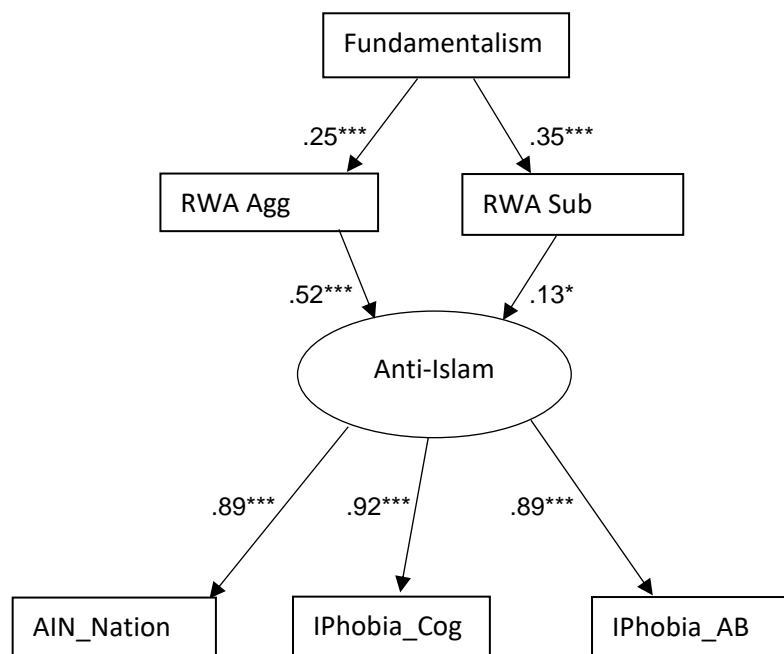 Fundamentalism
.25***
.35***
RWA Agg
RWA Sub
.52***
.13*
Anti-Islam
.89***
.92***
.89***
AIN_Nation
IPhobia_Cog
IPhobia_AB